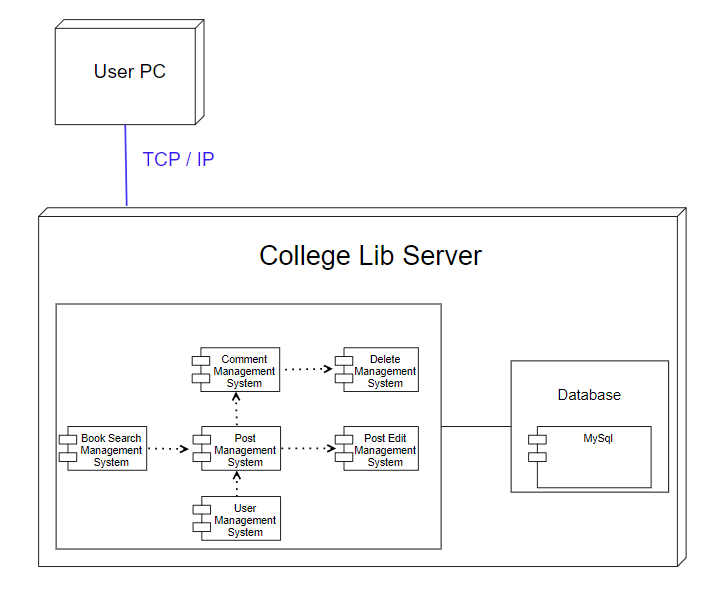 User PC
TCP / IP
College Lib Server
Comment
Management
System
Delete
Management
System
Database
Book Search
Management
System
Post
Management
System
Post Edit
Management
System
MySql
User
Management
System